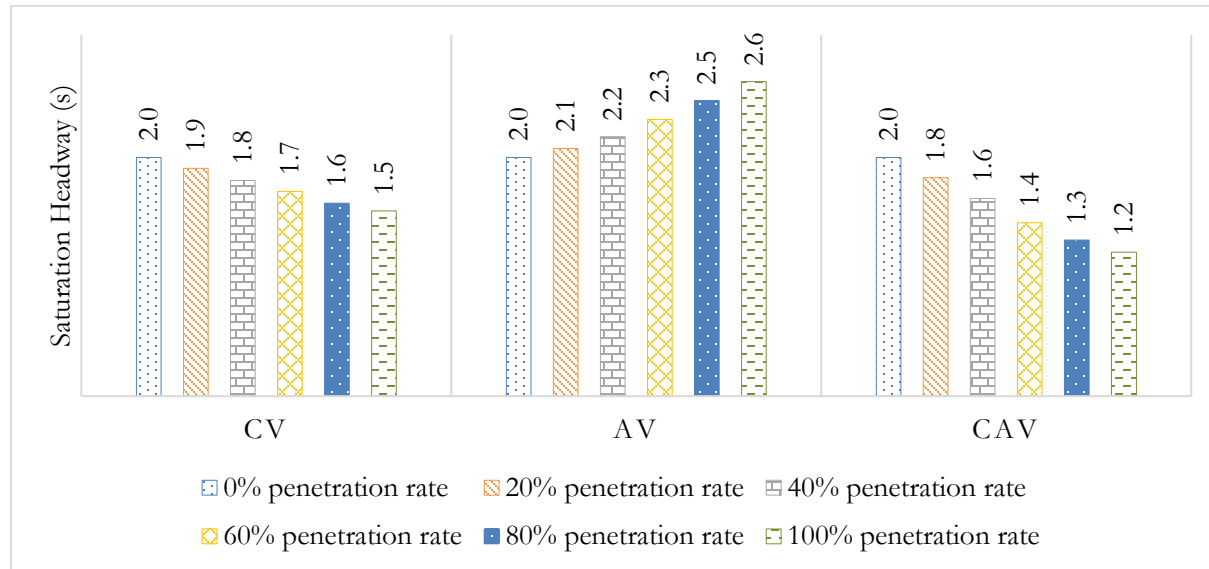 Saturation Headway (s)
2.0
1.9
1.8
1.7
1.6
1.5
2.0
2.1
2.2
2.3
2.5
2.6
2.0
1.8
1.6
1.4
1.3
1.2
CV
AV
CAV
0% penetration rate
20% penetration rate
40% penetration rate
60% penetration rate
80% penetration rate
100% penetration rate